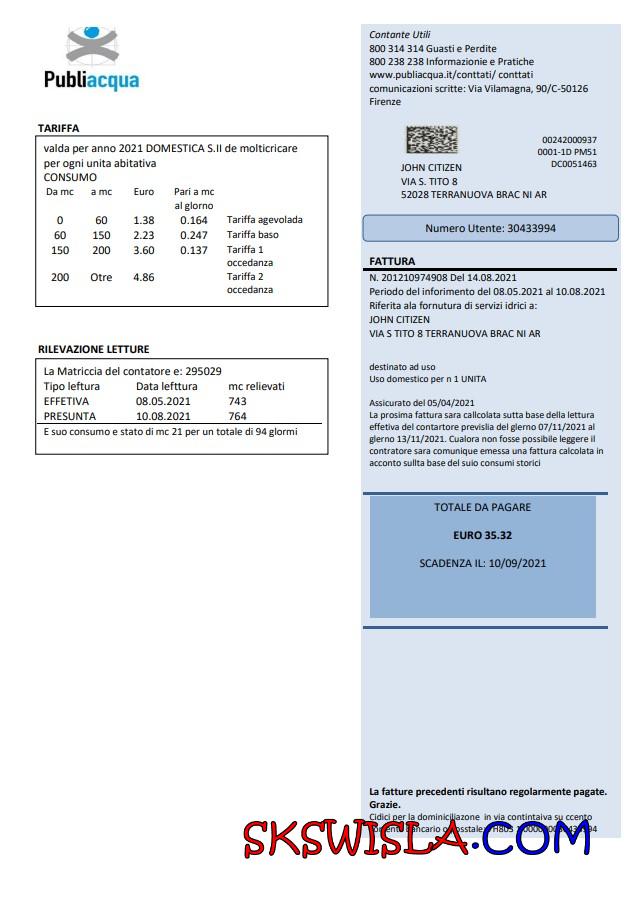 Publiacqua
Contante Utili
800 314 314 Guasti e Perdite
800 238 238 Informazionie e Pratiche
www.publiacqua.it/conttati/ conttati
comunicazioni scritte: Via Vilamagna, 90/C-50126
Firenze
00242000937
0001-1D PM51
DC0051463
JOHN CITIZEN
VIA S. TITO 8
52028 TERRANUOVA BRAC NI AR
Numero Utente: 30433994
TARIFFA
valda per anno 2021 DOMESTICA S.II de molticricare
per ogni unita abitativa
CONSUMO
Da mc a mc Euro Pari a mc
al glorno
0 60 1.38 0.164 Tariffa agevolada
60 150 2.23 0.247 Tariffa baso
150 200 3.60 0.137 Tariffa 1
occedanza
200 Otre 4.86 Tariffa 2
occedanza
RILEVAZIONE LETTURE
La Matriccia del contatore e: 295029
Tipo leftura Data lefttura mc relievati
EFFETIVA 08.05.2021 743
PRESUNTA 10.08.2021 764
E suo consumo e stato di mc 21 per un totale di 94 glormi
FATTURA
N. 201210974908 Del 14.08.2021
Periodo del inforimento del 08.05.2021 al 10.08.2021
Riferita ala fornutura di servizi idrici a:
JOHN CITIZEN
VIA S TITO 8 TERRANUOVA BRAC NI AR
destinato ad uso
Uso domestico per n 1 UNITA
Assicurato del 05/04/2021
La prosima fattura sara callcolata sutta base della lettura
effetiva del contartore previslia del glerno 07/11/2021 al
glerno 13/11/2021. Cualora non fosse possibile leggere il
contratore sara comunique emessa una fattura calcolata in
acconto sullta base del suio consumi storici
TOTALE DA PAGARE
EURO 35.32
SCADENZA IL: 10/09/2021
La fatture precedenti risultano regolarmente pagate.
Grazie.
Cidici per la dominiciliazone in via contintaiva su ccento
bancario o
SKSWISLA.COM